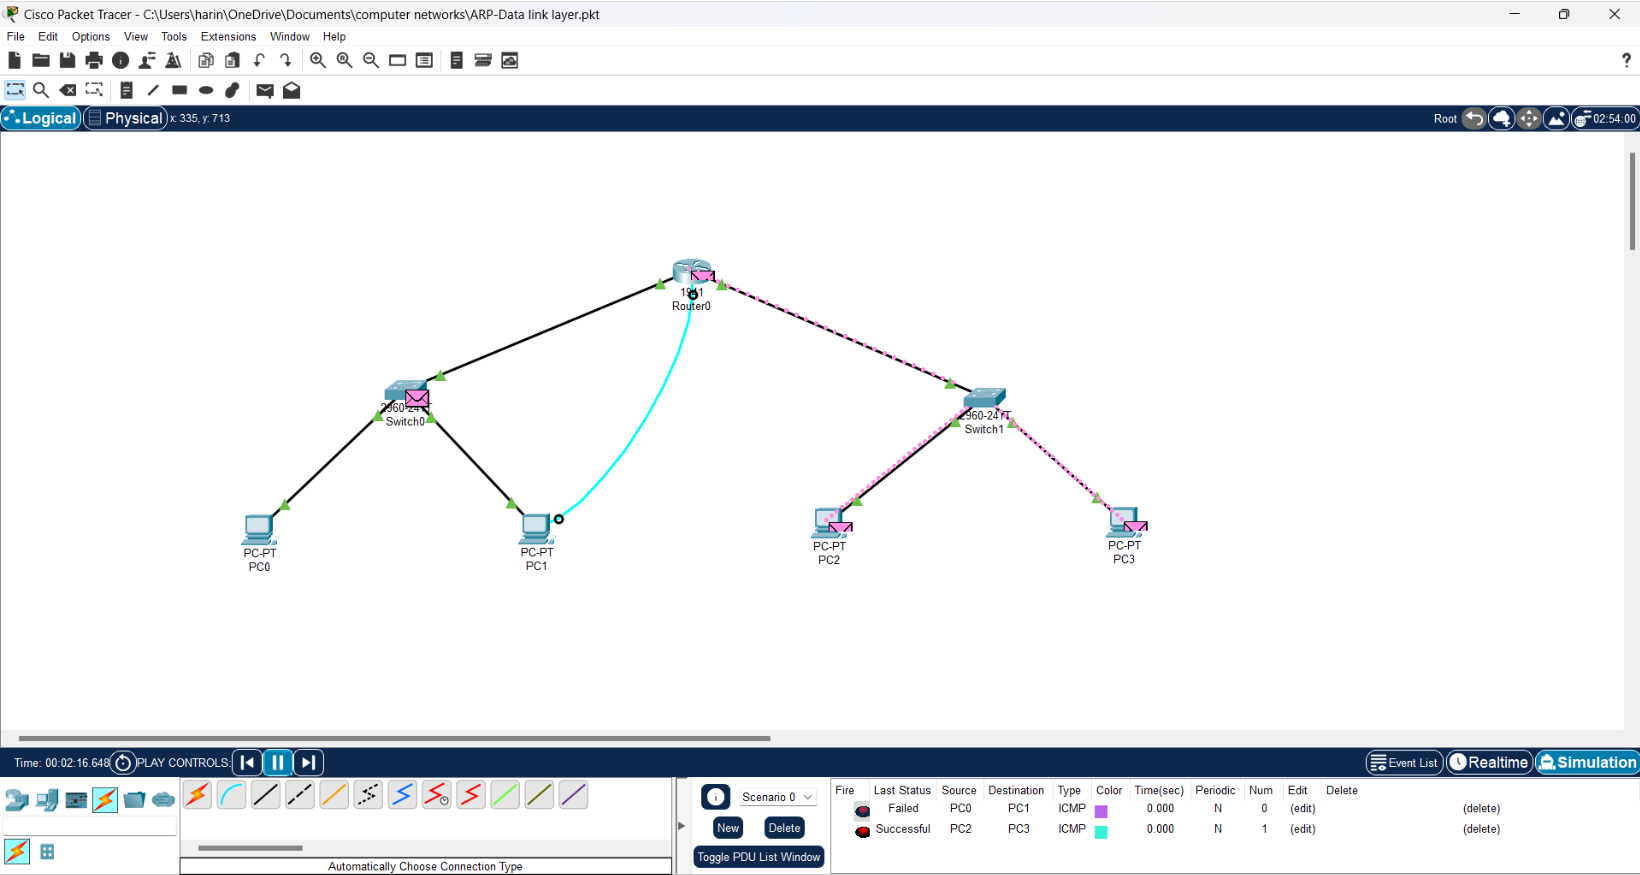 Cisco Packet Tracer - C:\Users\harin\OneDrive\Documents\computer networks\ARP-Data link layer.pkt
File Edit Options View Tools Extensions Window Help
?
Logical Physical x: 335, y: 713 Root 02:54:00
1941
Router0
2960-24TT
Switch0
2960-24TT
Switch1
PC-PT
PC0
PC-PT
PC1
PC-PT
PC2
PC-PT
PC3
Time: 00:02:16.648 PLAY CONTROLS: Event List Realtime Simulation
Scenario 0
New Delete
Toggle PDU List Window
Automatically Choose Connection Type
Fire Last Status Source Destination Type Color Time(sec) Periodic Num Edit Delete
Failed PC0 PC1 ICMP 0.000 N 0 (edit) (delete)
Successful PC2 PC3 ICMP 0.000 N 1 (edit) (delete)